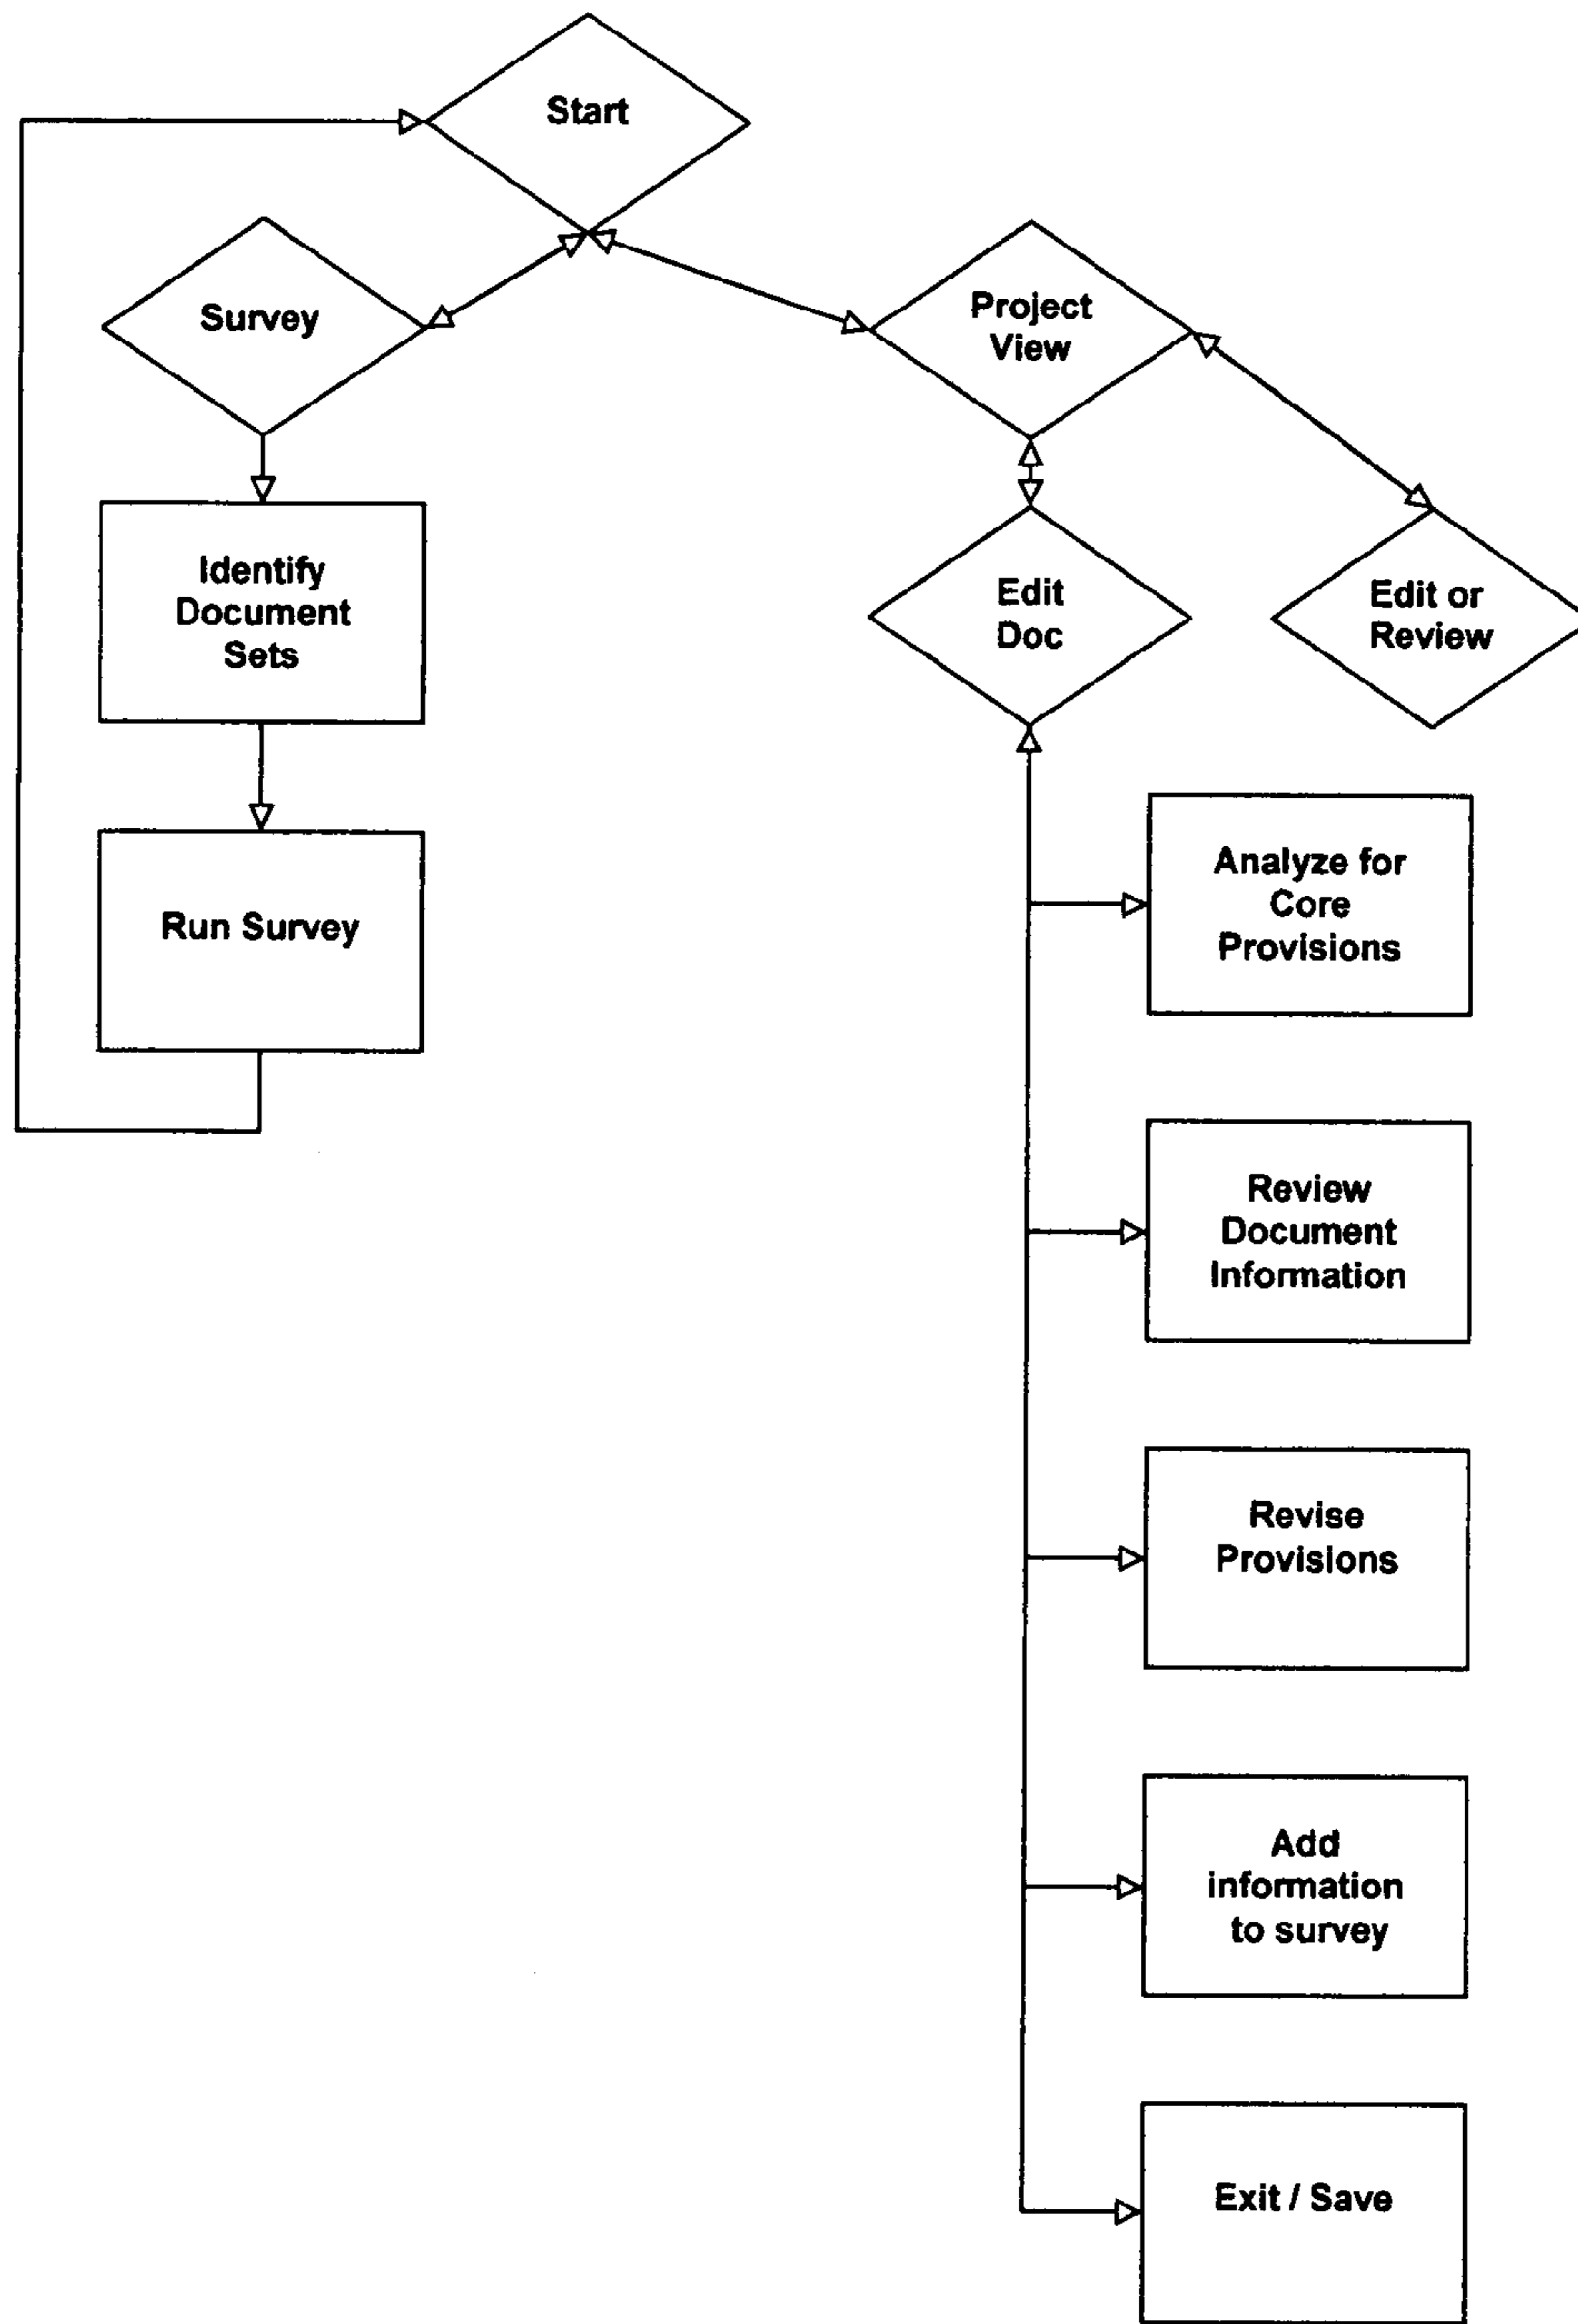 Start
Survey
Project
View
Identify
Document
Sets
Edit
Doc
Edit or
Review
Run Survey
Analyze for
Core
Provisions
Review
Document
Information
Revise
Provisions
Add
information
to survey
Exit / Save